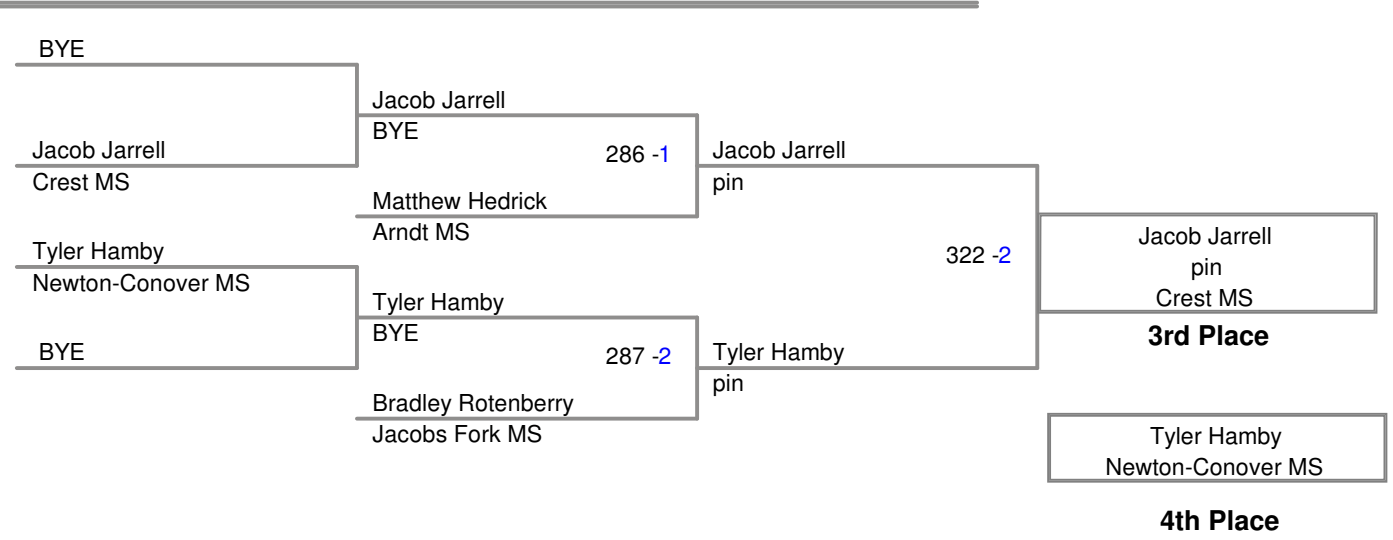 BYE
Jacob Jarrell
Crest MS
Tyler Hamby
Newton-Conover MS
BYE
Jacob Jarrell
BYE
286 -1
Matthew Hedrick
Arndt MS
Tyler Hamby
BYE
287 -2
Bradley Rotenberry
Jacobs Fork MS
Jacob Jarrell
pin
322 -2
Tyler Hamby
pin
Jacob Jarrell
pin
Crest MS
3rd Place
Tyler Hamby
Newton-Conover MS
4th Place